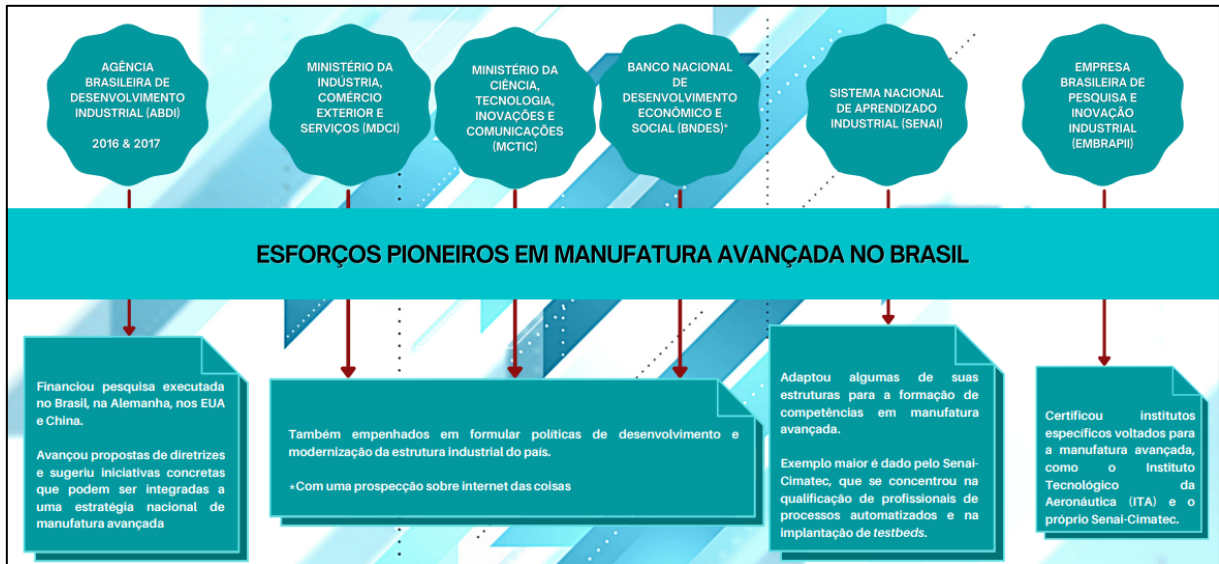 AGÊNCIA
BRASILEIRA DE
DESENVOLVIMENTO
INDUSTRIAL (ABDI)
2016 & 2017
MINISTÉRIO DA
INDÚSTRIA,
COMÉRCIO
EXTERIOR E
SERVIÇOS (MDCI)
MINISTÉRIO DA
CIÊNCIA,
TECNOLOGIA,
INOVAÇÕES E
COMUNICAÇÕES
(MCTIC)
BANCO NACIONAL
DE
DESENVOLVIMENTO
ECONÔMICO E
SOCIAL (BNDES)*
SISTEMA NACIONAL
DE APRENDIZADO
INDUSTRIAL (SENAI)
EMPRESA
BRASILEIRA DE
PESQUISA E
INOVAÇÃO
INDUSTRIAL
(EMBRAPII)
ESFORÇOS PIONEIROS EM MANUFATURA AVANÇADA NO BRASIL
Financiou pesquisa executada
no Brasil, na Alemanha, nos EUA
e China.
Avançou propostas de diretrizes
e sugeriu iniciativas concretas
que podem ser integradas a
uma estratégia nacional de
manufatura avançada
Também empenhados em formular políticas de desenvolvimento e
modernização da estrutura industrial do país.
*Com uma prospecção sobre internet das coisas
Adaptou algumas de suas
estruturas para a formação de
competências em manufatura
avançada.
Exemplo maior é dado pelo Senai-
Cimatec, que se concentrou na
qualificação de profissionais de
processos automatizados e na
implantação de testbeds.
Certificou institutos
específicos voltados para
a manufatura avançada,
como o Instituto
Tecnológico da
Aeronáutica (ITA) e o
próprio Senai-Cimatec.